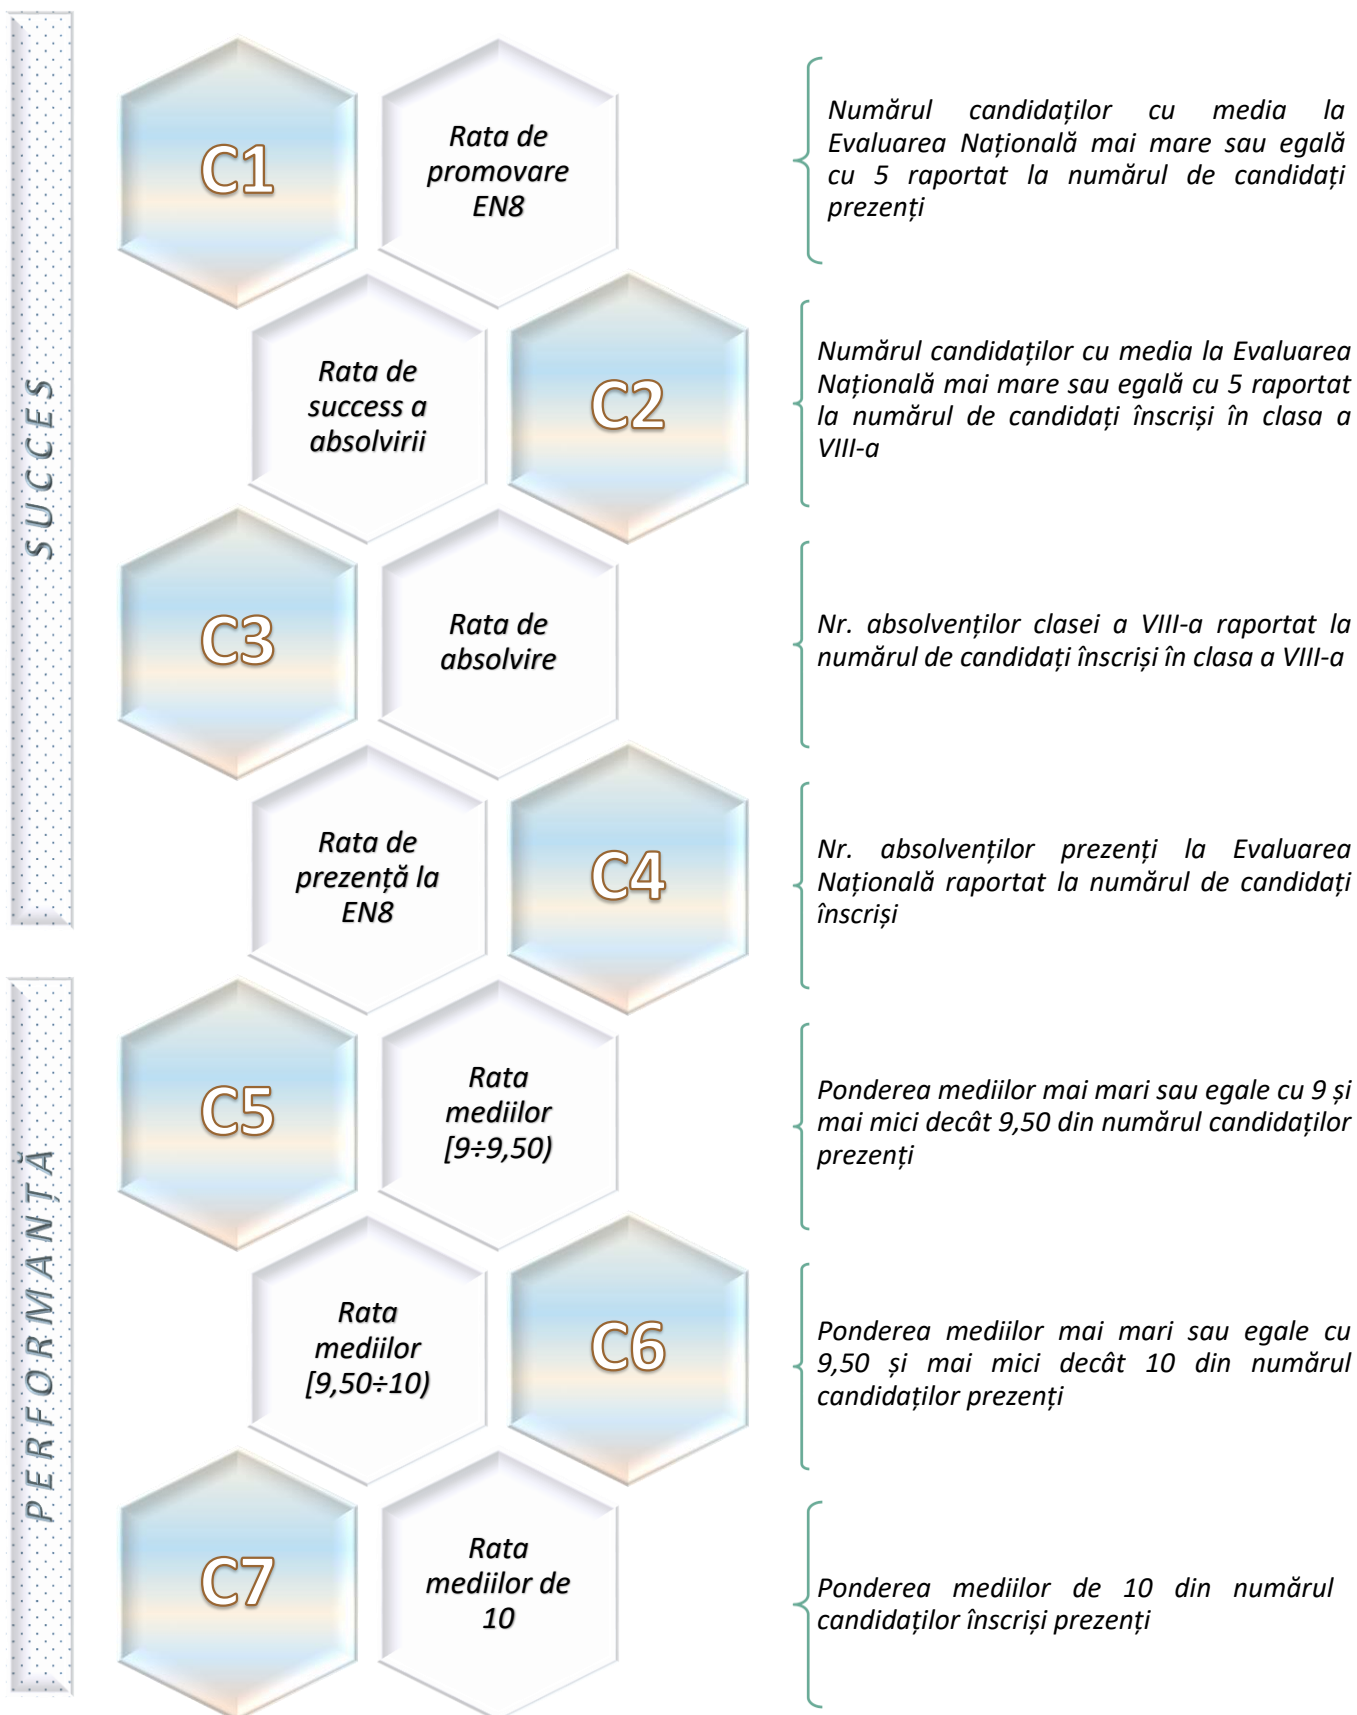 SUCCES
C1
Rata de
promovare
EN8
Numărul candidaților cu media la
Evaluarea Națională mai mare sau egală
cu 5 raportat la numărul de candidați
prezenți
Rata de
success a
absolvirii
C2
Numărul candidaților cu media la Evaluarea
Națională mai mare sau egală cu 5 raportat
la numărul de candidați înscriși în clasa a
VIII-a
C3
Rata de
absolvire
Nr. absolvenților clasei a VIII-a raportat la
numărul de candidați înscriși în clasa a VIII-a
Rata de
prezență la
EN8
C4
Nr. absolvenților prezenți la Evaluarea
Națională raportat la numărul de candidați
înscriși
PERFORMANȚĂ
C5
Rata
mediilor
[9÷9,50)
Ponderea mediilor mai mari sau egale cu 9 și
mai mici decât 9,50 din numărul candidaților
prezenți
Rata
mediilor
[9,50÷10)
C6
Ponderea mediilor mai mari sau egale cu
9,50 și mai mici decât 10 din numărul
candidaților prezenți
C7
Rata
mediilor de
10
Ponderea mediilor de 10 din numărul
candidaților înscriși prezenți